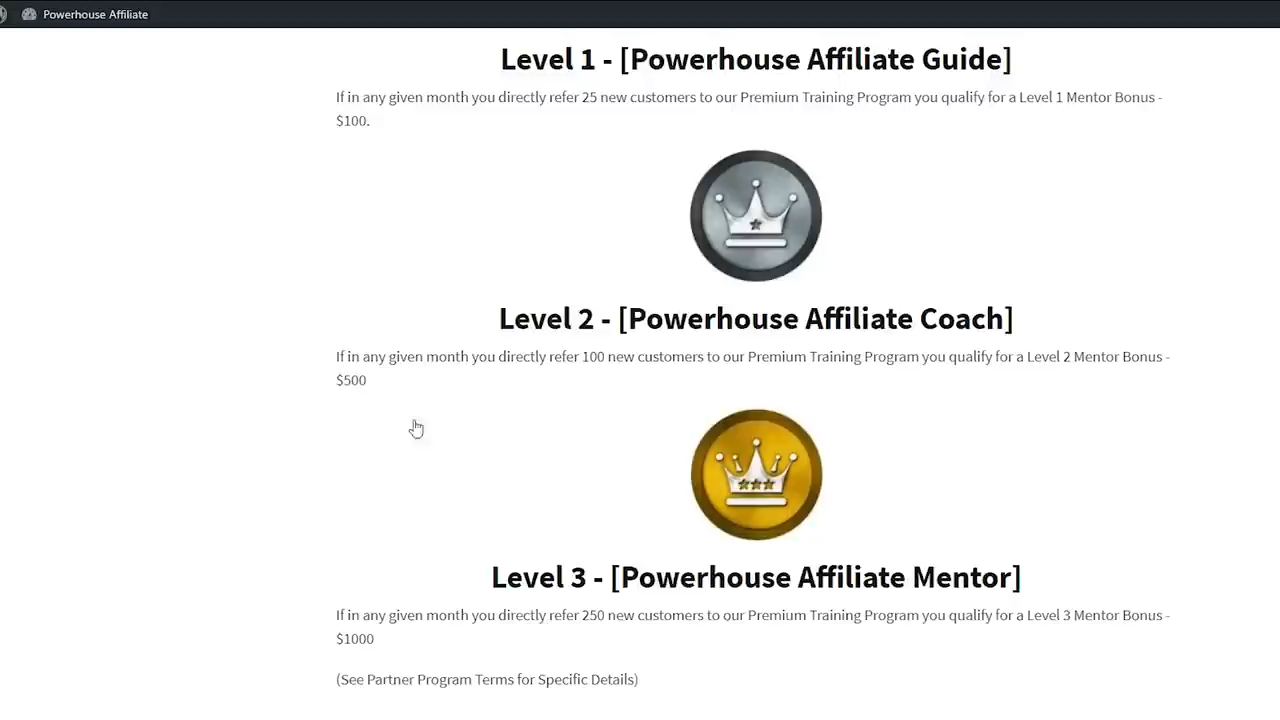 Powerhouse Affiliate
Level 1 - [Powerhouse Affiliate Guide]
If in any given month you directly refer 25 new customers to our Premium Training Program you qualify for a Level 1 Mentor Bonus -
$100.
Level 2 - [Powerhouse Affiliate Coach]
If in any given month you directly refer 100 new customers to our Premium Training Program you qualify for a Level 2 Mentor Bonus -
$500
Level 3 - [Powerhouse Affiliate Mentor]
If in any given month you directly refer 250 new customers to our Premium Training Program you qualify for a Level 3 Mentor Bonus -
$1000
(See Partner Program Terms for Specific Details)